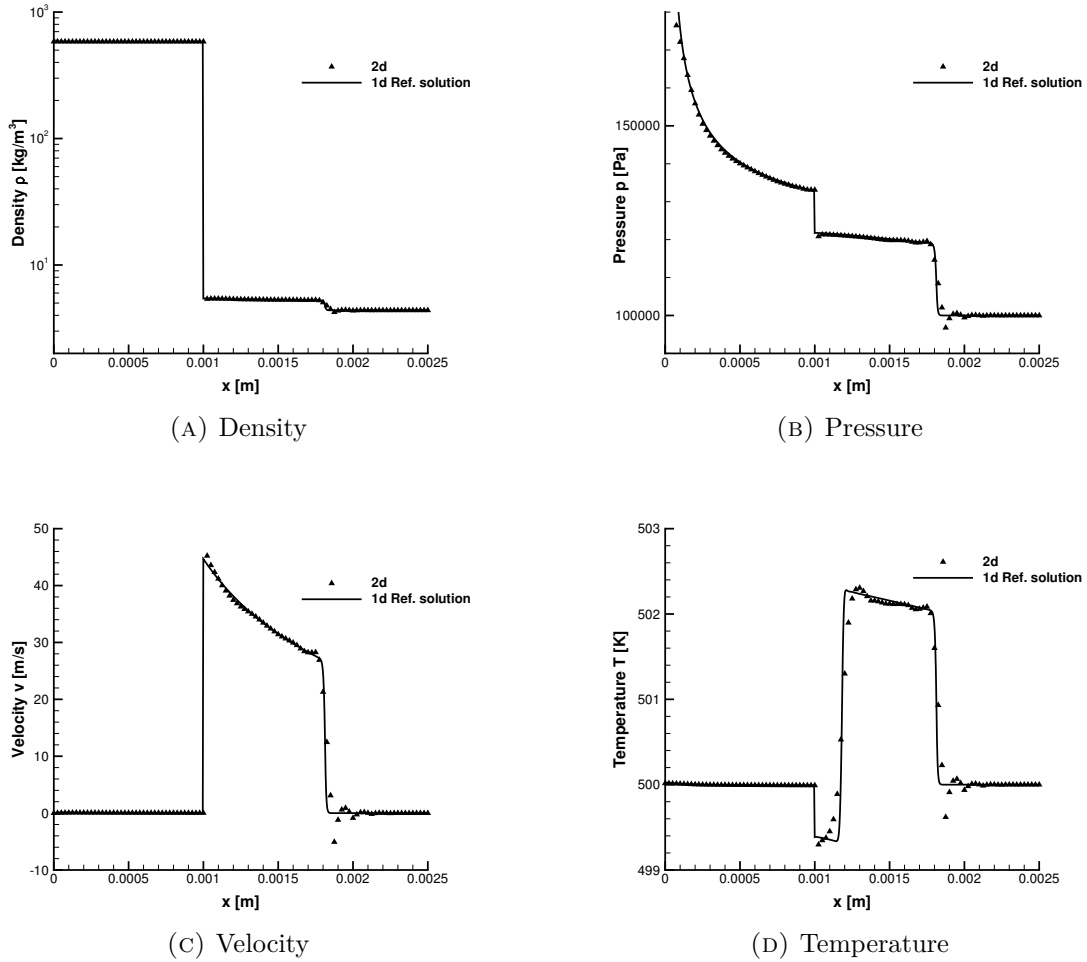 10³
10²
10¹
Density ρ [kg/m³]
0 0.0005 0.001 0.0015 0.002 0.0025
x [m]
2d
1d Ref. solution
(A) Density
150000
100000
Pressure p [Pa]
0 0.0005 0.001 0.0015 0.002 0.0025
x [m]
2d
1d Ref. solution
(B) Pressure
50
40
30
20
10
0
-10
Velocity v [m/s]
0 0.0005 0.001 0.0015 0.002 0.0025
x [m]
2d
1d Ref. solution
(C) Velocity
503
502
501
500
499
Temperature T [K]
0 0.0005 0.001 0.0015 0.002 0.0025
x [m]
2d
1d Ref. solution
(D) Temperature